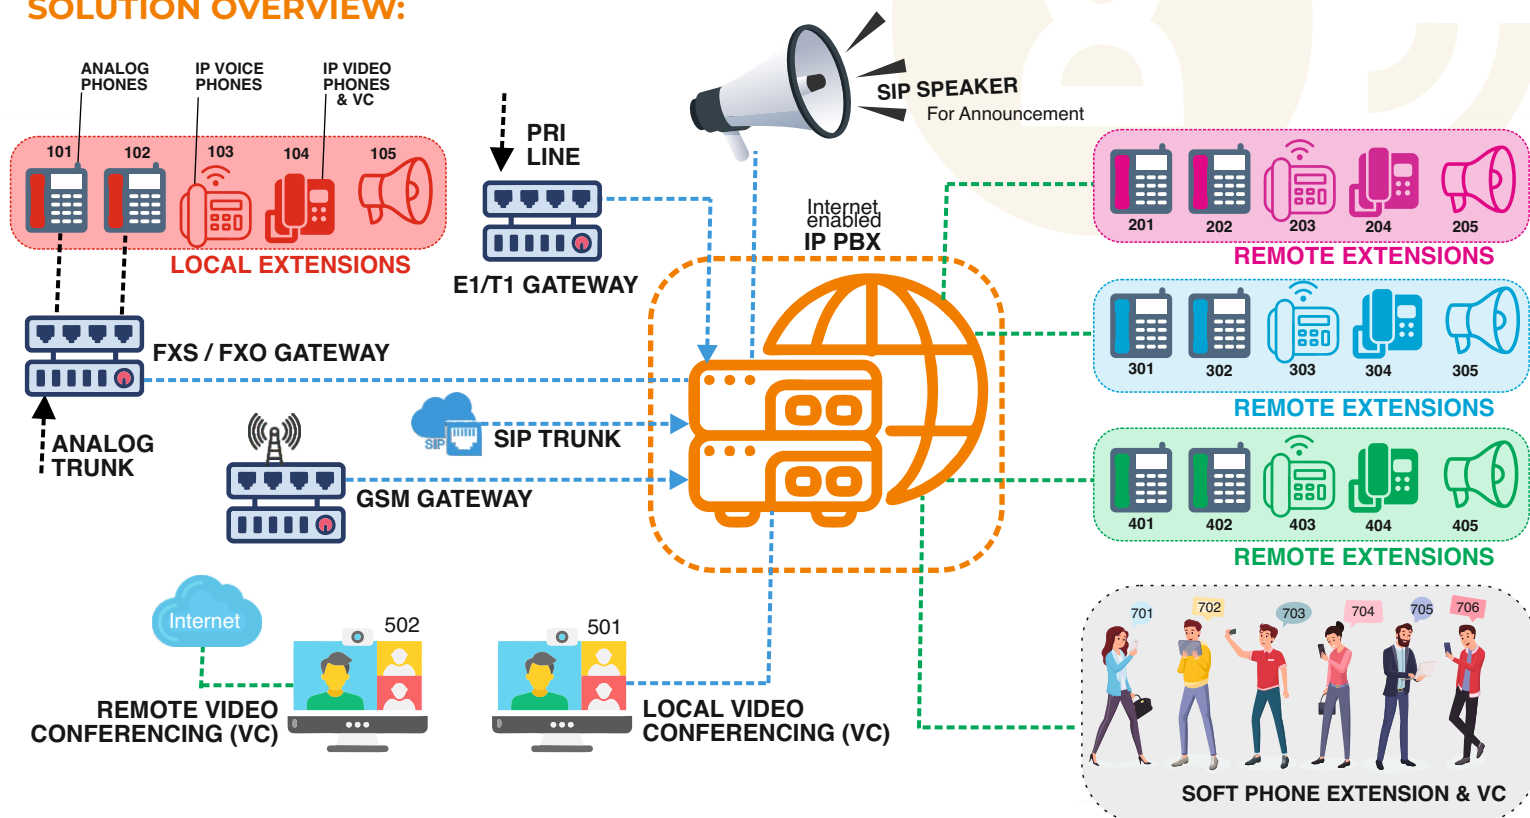 SOLUTION OVERVIEW:
ANALOG
PHONES
IP VOICE
PHONES
IP VIDEO
PHONES
& VC
101
102
103
104
105
LOCAL EXTENSIONS
PRI
LINE
E1/T1 GATEWAY
SIP SPEAKER
For Announcement
Internet
enabled
IP PBX
FXS / FXO GATEWAY
ANALOG
TRUNK
SIP
SIP TRUNK
GSM GATEWAY
201
202
203
204
205
REMOTE EXTENSIONS
301
302
303
304
305
REMOTE EXTENSIONS
401
402
403
404
405
REMOTE EXTENSIONS
Internet
502
REMOTE VIDEO
CONFERENCING (VC)
501
LOCAL VIDEO
CONFERENCING (VC)
701
702
703
704
705
706
SOFT PHONE EXTENSION & VC